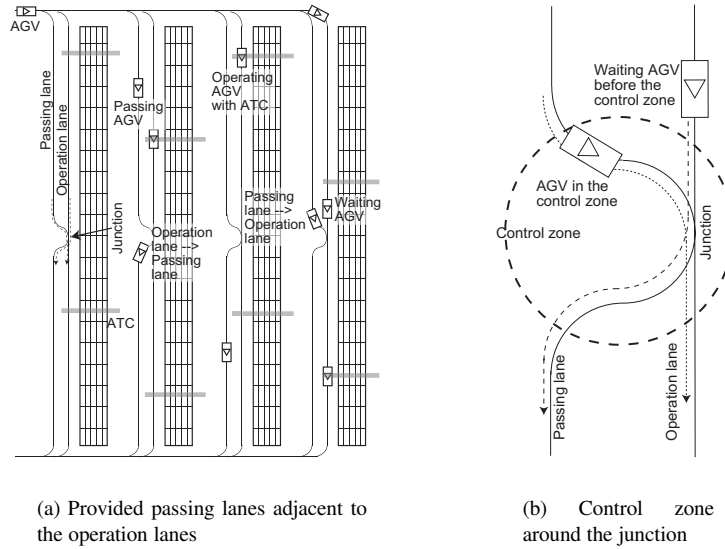 AGV
Passing lane
Operation lane
Junction
ATC
Passing
AGV
Operation
lane -->
Passing
lane
Operating
AGV
with ATC
Passing
lane -->
Operation
lane
Waiting
AGV
(a) Provided passing lanes adjacent to
the operation lanes
Waiting AGV
before the
control zone
AGV in the
control zone
Control zone
Junction
Passing lane
Operation lane
(b) Control zone
around the junction